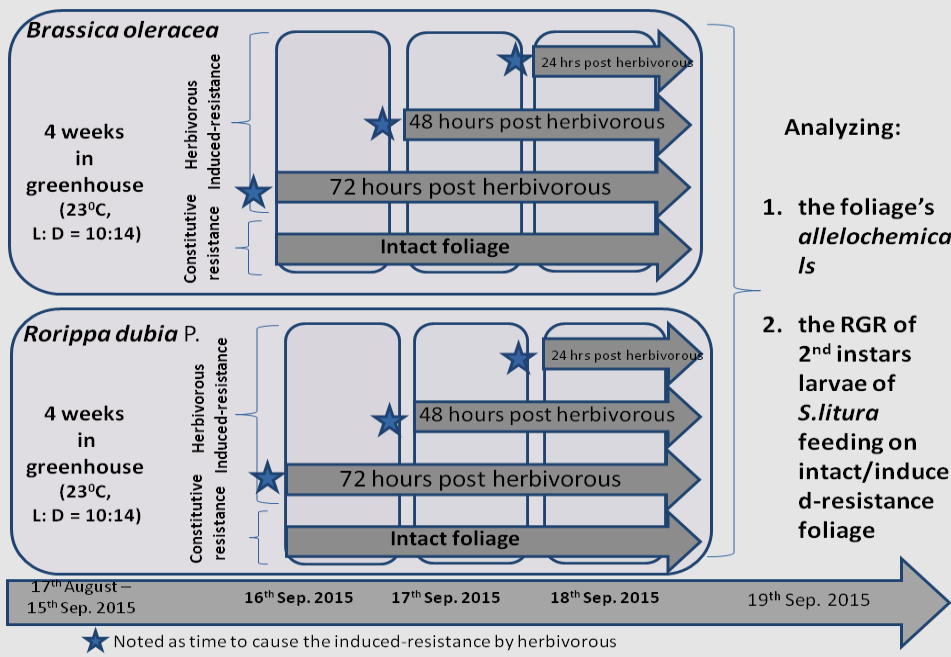 Brassica oleracea
4 weeks
in
greenhouse
(23⁰C,
L: D = 10:14)
Herbivorous
Induced-resistance
Constitutive
resistance
24 hrs post herbivorous
48 hours post herbivorous
72 hours post herbivorous
Intact foliage
Rorippa dubia P.
4 weeks
in
greenhouse
(23⁰C,
L: D = 10:14)
Herbivorous
Induced-resistance
Constitutive
resistance
24 hrs post herbivorous
48 hours post herbivorous
72 hours post herbivorous
Intact foliage
Analyzing:
1. the foliage's
allelochemica
ls
2. the RGR of
2nd instars
larvae of
S.litura
feeding on
intact/induce
d-resistance
foliage
17th August –
15th Sep. 2015
16th Sep. 2015
17th Sep. 2015
18th Sep. 2015
19th Sep. 2015
Noted as time to cause the induced-resistance by herbivorous